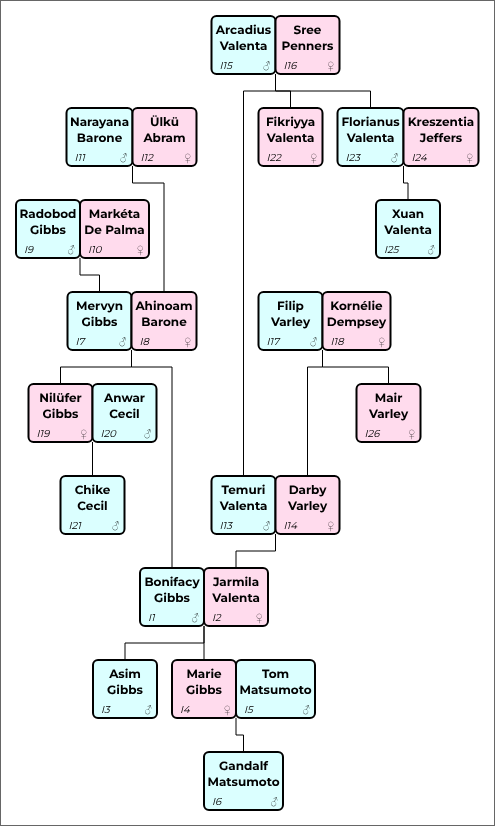 Arcadius
Valenta
I15 ♂
Sree
Penners
I16 ♀
Narayana
Barone
I11 ♂
Ülkü
Abram
I12 ♀
Fikriyya
Valenta
I22 ♀
Florianus
Valenta
I23 ♂
Kreszentia
Jeffers
I24 ♀
Radobod
Gibbs
I9 ♂
Markéta
De Palma
I10 ♀
Xuan
Valenta
I25 ♂
Mervyn
Gibbs
I7 ♂
Ahinoam
Barone
I8 ♀
Filip
Varley
I17 ♂
Kornélie
Dempsey
I18 ♀
Nilüfer
Gibbs
I19 ♀
Anwar
Cecil
I20 ♂
Mair
Varley
I26 ♀
Chike
Cecil
I21 ♂
Temuri
Valenta
I13 ♂
Darby
Varley
I14 ♀
Bonifacy
Gibbs
I1 ♂
Jarmila
Valenta
I2 ♀
Asim
Gibbs
I3 ♂
Marie
Gibbs
I4 ♀
Tom
Matsumoto
I5 ♂
Gandalf
Matsumoto
I6 ♂